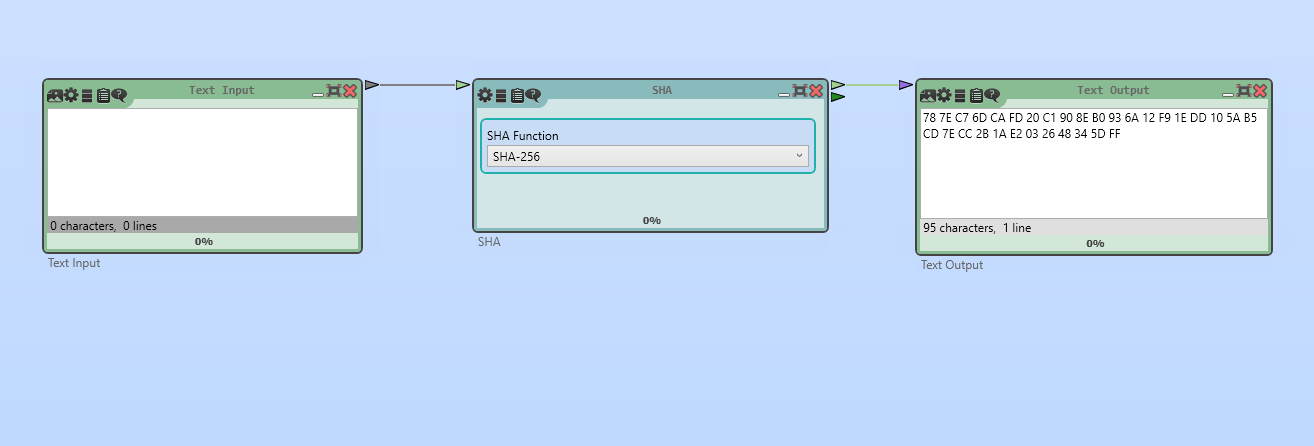 Text Input
0 characters, 0 lines
0%
Text Input
SHA
SHA Function
SHA-256
0%
SHA
Text Output
78 7E C7 6D CA FD 20 C1 90 8E B0 93 6A 12 F9 1E DD 10 5A B5
CD 7E CC 2B 1A E2 03 26 48 34 5D FF
95 characters, 1 line
0%
Text Output